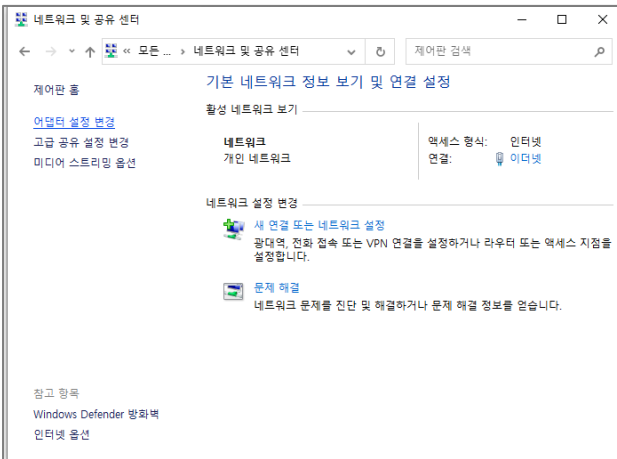 네트워크 및 공유 센터
« 모든 ... › 네트워크 및 공유 센터
제어판 검색
제어판 홈
어댑터 설정 변경
고급 공유 설정 변경
미디어 스트리밍 옵션
기본 네트워크 정보 보기 및 연결 설정
활성 네트워크 보기
네트워크
개인 네트워크
액세스 형식: 인터넷
연결: 이더넷
네트워크 설정 변경
새 연결 또는 네트워크 설정
광대역, 전화 접속 또는 VPN 연결을 설정하거나 라우터 또는 액세스 지점을
설정합니다.
문제 해결
네트워크 문제를 진단 및 해결하거나 문제 해결 정보를 얻습니다.
참고 항목
Windows Defender 방화벽
인터넷 옵션